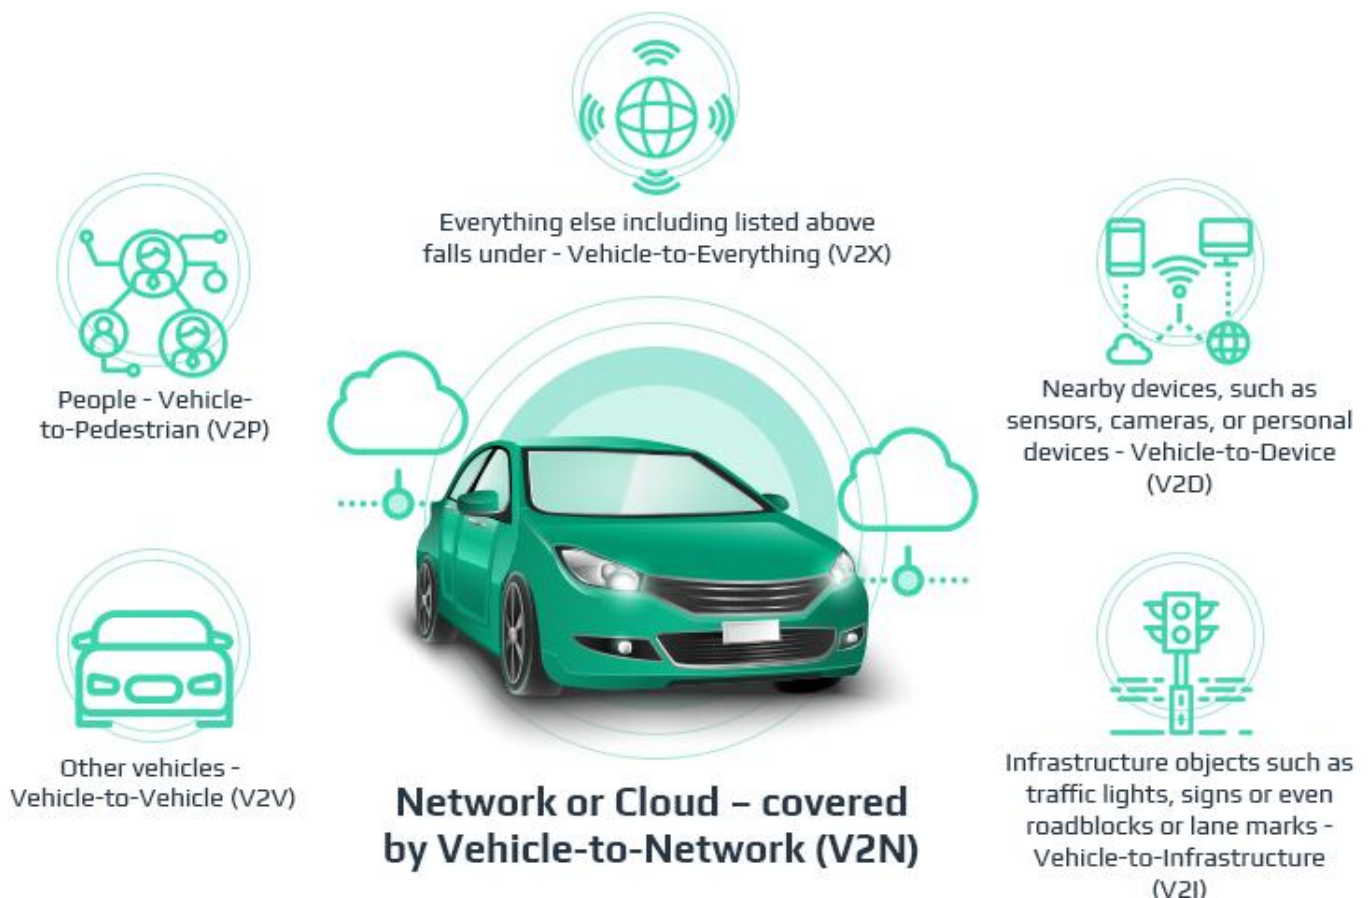 Everything else including listed above
falls under - Vehicle-to-Everything (V2X)
People - Vehicle-
to-Pedestrian (V2P)
Nearby devices, such as
sensors, cameras, or personal
devices - Vehicle-to-Device
(V2D)
Other vehicles -
Vehicle-to-Vehicle (V2V)
Network or Cloud – covered
by Vehicle-to-Network (V2N)
Infrastructure objects such as
traffic lights, signs or even
roadblocks or lane marks -
Vehicle-to-Infrastructure
(V2I)